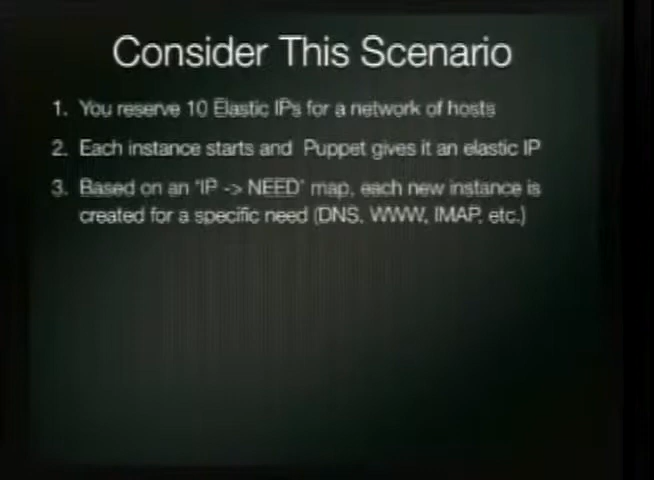 Consider This Scenario
1. You reserve 10 Elastic IPs for a network of hosts
2. Each instance starts and Puppet gives it an elastic IP
3. Based on an "IP -> NEED" map, each new instance is
created for a specific need (DNS, WWW, IMAP, etc.)